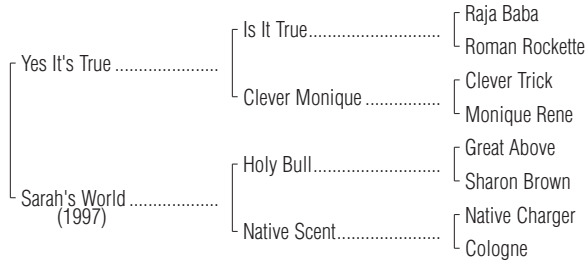 Raja Baba
Is It True
Roman Rockette
Yes It's True
Clever Trick
Clever Monique
Monique Rene
Great Above
Holy Bull
Sharon Brown
Sarah's World
(1997)
Native Charger
Native Scent
Cologne